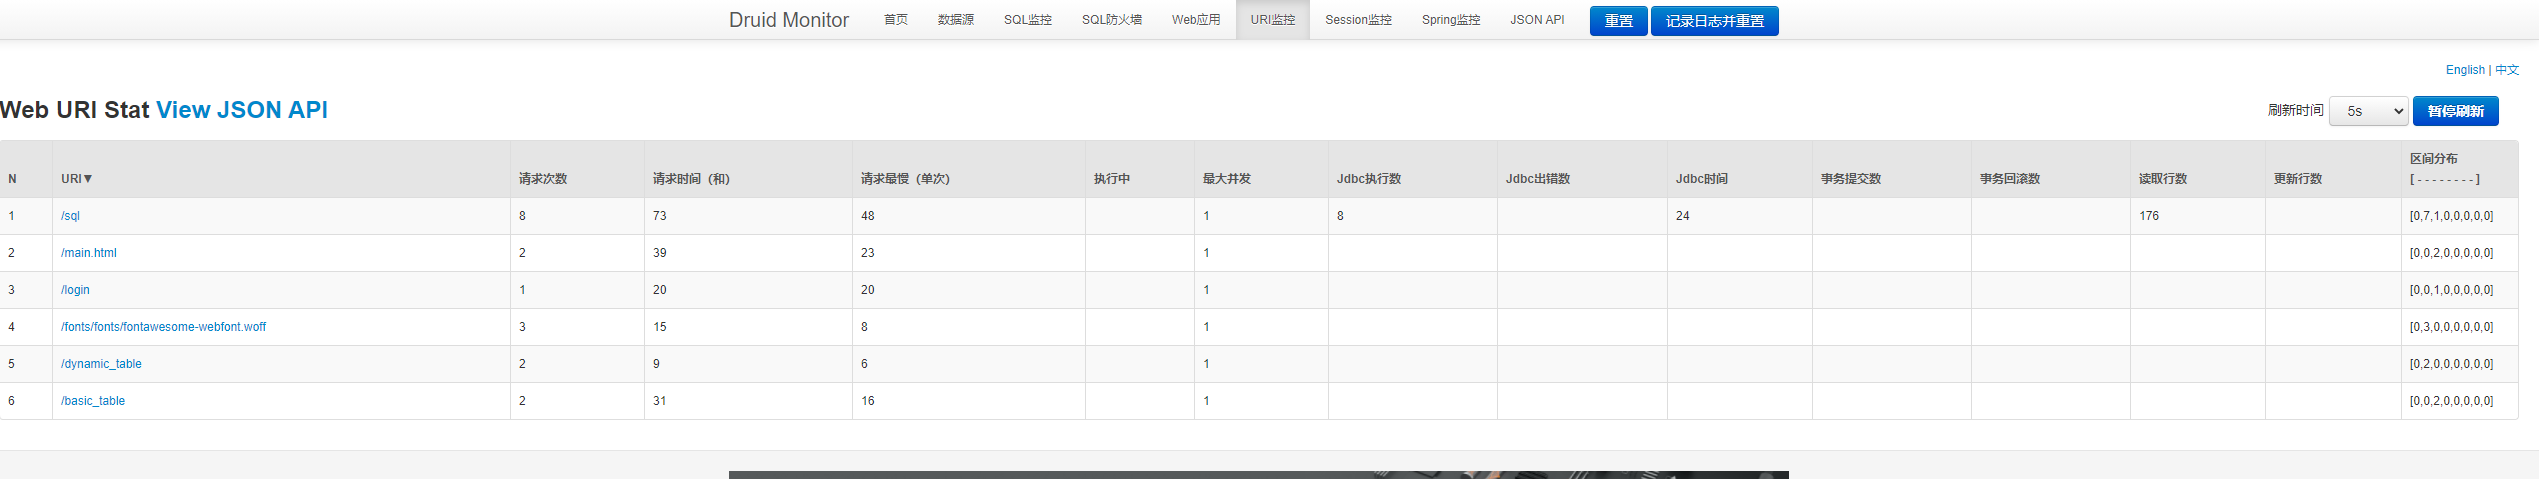 Druid Monitor 首页 数据源 SQL监控 SQL防火墙 Web应用 URI监控 Session监控 Spring监控 JSON API 重置 记录日志并重置
English | 中文
Web URI Stat View JSON API 刷新时间 5s 暂停刷新
N URI▼ 请求次数 请求时间（和） 请求最慢（单次） 执行中 最大并发 Jdbc执行数 Jdbc出错数 Jdbc时间 事务提交数 事务回滚数 读取行数 更新行数 区间分布
[ - - - - - - - - ]
1 /sql 8 73 48 1 8 24 176 [0,7,1,0,0,0,0,0]
2 /main.html 2 39 23 1 [0,0,2,0,0,0,0,0]
3 /login 1 20 20 1 [0,0,1,0,0,0,0,0]
4 /fonts/fonts/fontawesome-webfont.woff 3 15 8 1 [0,3,0,0,0,0,0,0]
5 /dynamic_table 2 9 6 1 [0,2,0,0,0,0,0,0]
6 /basic_table 2 31 16 1 [0,0,2,0,0,0,0,0]